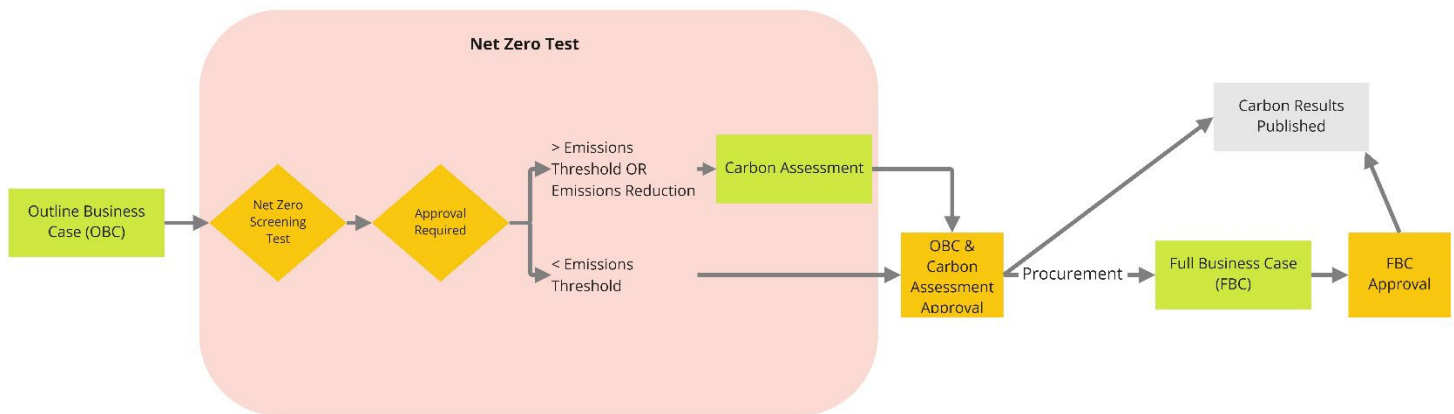 Net Zero Test
Outline Business
Case (OBC)
Net Zero
Screening
Test
Approval
Required
> Emissions
Threshold OR
Emissions Reduction
Carbon Assessment
< Emissions
Threshold
OBC &
Carbon
Assessment
Approval
Procurement
Full Business Case
(FBC)
FBC
Approval
Carbon Results
Published